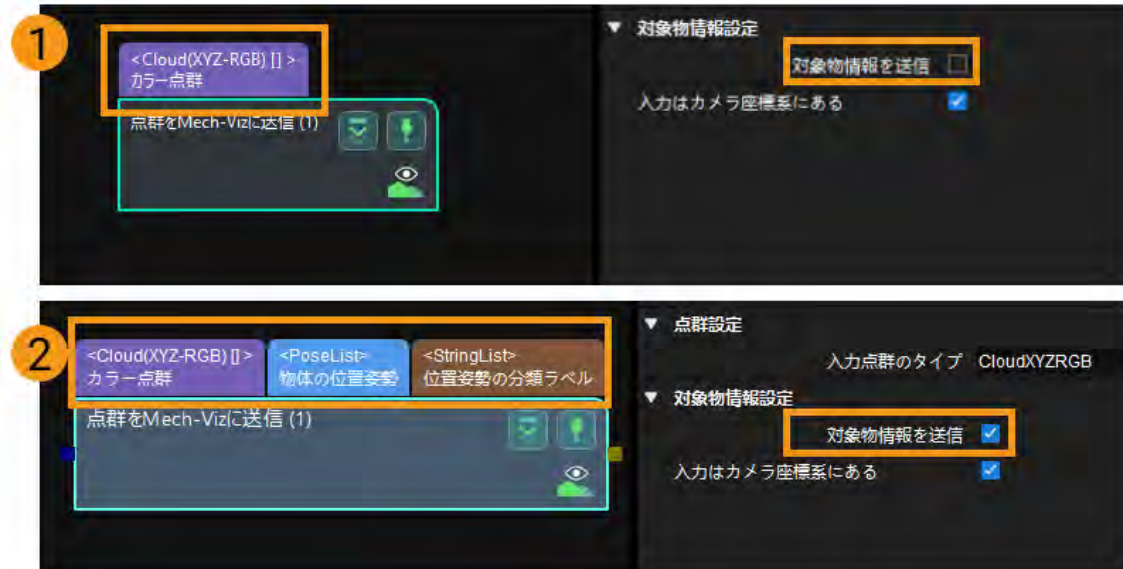 1
<Cloud(XYZ-RGB) [] >
カラー点群
点群をMech-Vizに送信 (1)
▼ 対象物情報設定
対象物情報を送信
入力はカメラ座標系にある
2
<Cloud(XYZ-RGB) [] >
カラー点群
<PoseList>
物体の位置姿勢
<StringList>
位置姿勢の分類ラベル
点群をMech-Vizに送信 (1)
▼ 点群設定
入力点群のタイプ CloudXYZRGB
▼ 対象物情報設定
対象物情報を送信
入力はカメラ座標系にある